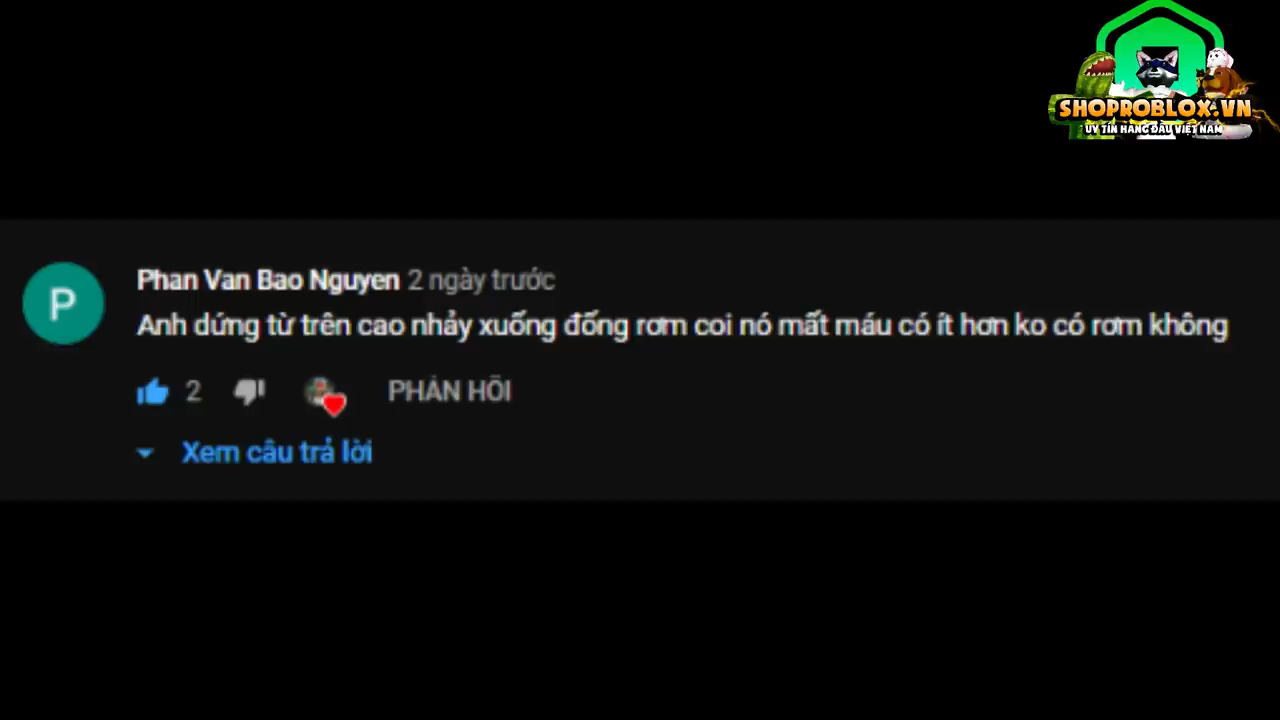 SHOPROBLOX.VN
UY TÍN HÀNG ĐẦU VIỆT NAM
P
Phan Van Bao Nguyen 2 ngày trước
Anh dứng từ trên cao nhảy xuống đống rơm coi nó mất máu có ít hơn ko có rơm không
2 PHẢN HỒI
Xem câu trả lời